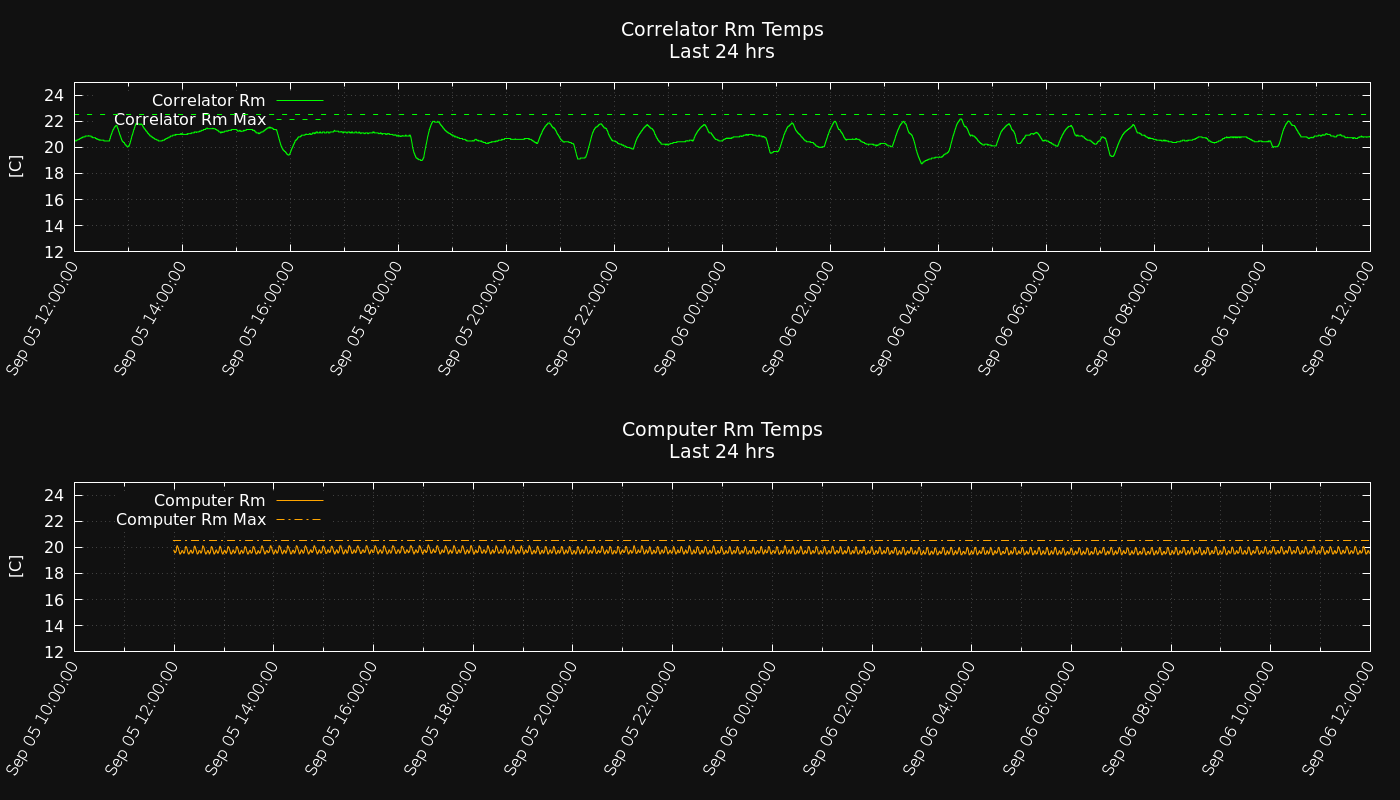 Correlator Rm Temps
Last 24 hrs
24
22
20
18
16
14
12
[C]
Correlator Rm
Correlator Rm Max
Sep 05 12:00:00
Sep 05 14:00:00
Sep 05 16:00:00
Sep 05 18:00:00
Sep 05 20:00:00
Sep 05 22:00:00
Sep 06 00:00:00
Sep 06 02:00:00
Sep 06 04:00:00
Sep 06 06:00:00
Sep 06 08:00:00
Sep 06 10:00:00
Sep 06 12:00:00
Computer Rm Temps
Last 24 hrs
24
22
20
18
16
14
12
[C]
Computer Rm
Computer Rm Max
Sep 05 10:00:00
Sep 05 12:00:00
Sep 05 14:00:00
Sep 05 16:00:00
Sep 05 18:00:00
Sep 05 20:00:00
Sep 05 22:00:00
Sep 06 00:00:00
Sep 06 02:00:00
Sep 06 04:00:00
Sep 06 06:00:00
Sep 06 08:00:00
Sep 06 10:00:00
Sep 06 12:00:00